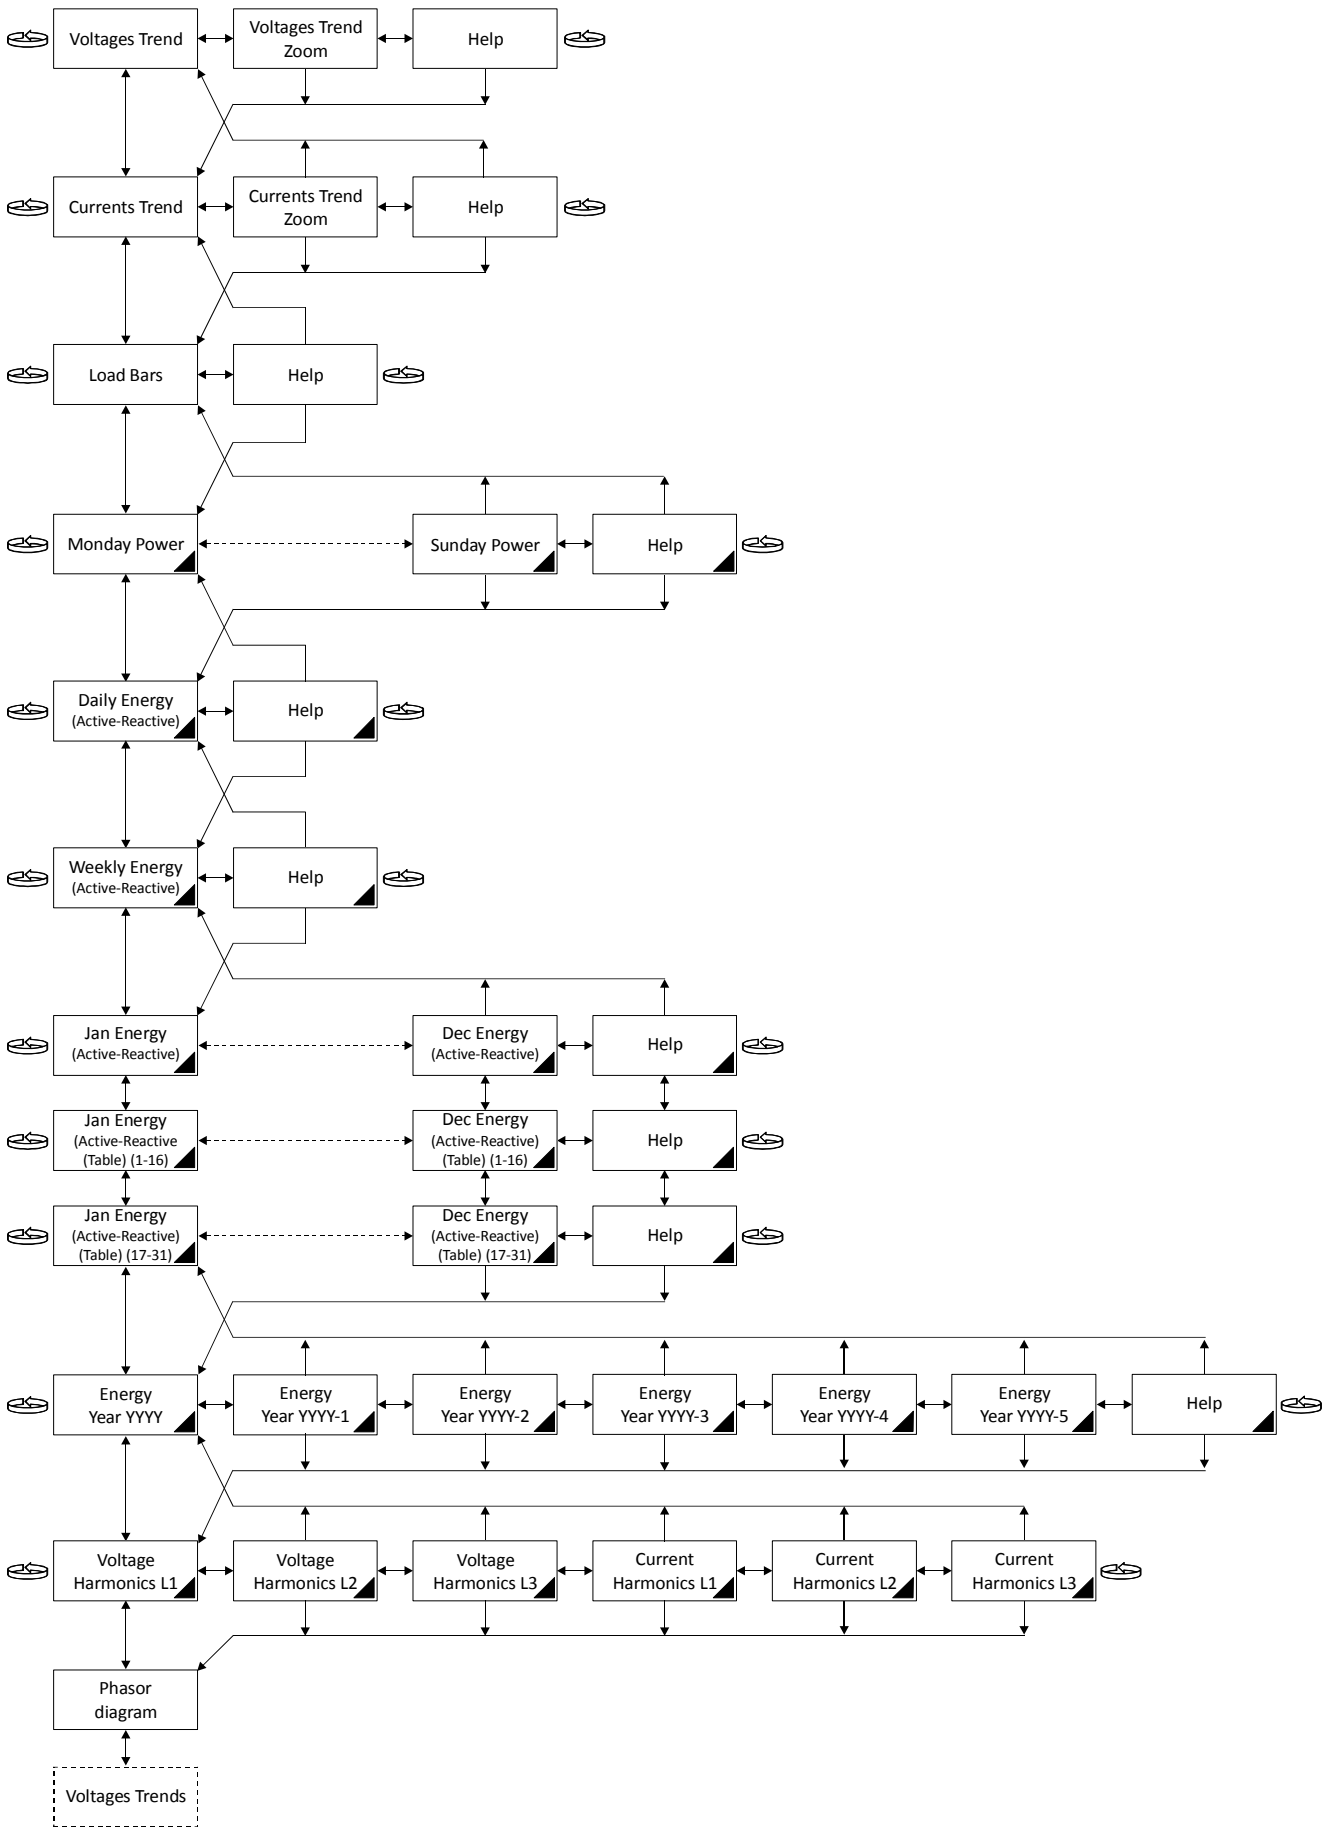 Voltages Trend
Voltages Trend
Zoom
Help
Currents Trend
Currents Trend
Zoom
Help
Load Bars
Help
Monday Power
Sunday Power
Help
Daily Energy
(Active-Reactive)
Help
Weekly Energy
(Active-Reactive)
Help
Jan Energy
(Active-Reactive)
Dec Energy
(Active-Reactive)
Help
Jan Energy
(Active-Reactive
(Table) (1-16)
Dec Energy
(Active-Reactive)
(Table) (1-16)
Help
Jan Energy
(Active-Reactive)
(Table) (17-31)
Dec Energy
(Active-Reactive)
(Table) (17-31)
Help
Energy
Year YYYY
Energy
Year YYYY-1
Energy
Year YYYY-2
Energy
Year YYYY-3
Energy
Year YYYY-4
Energy
Year YYYY-5
Help
Voltage
Harmonics L1
Voltage
Harmonics L2
Voltage
Harmonics L3
Current
Harmonics L1
Current
Harmonics L2
Current
Harmonics L3
Phasor
diagram
Voltages Trends